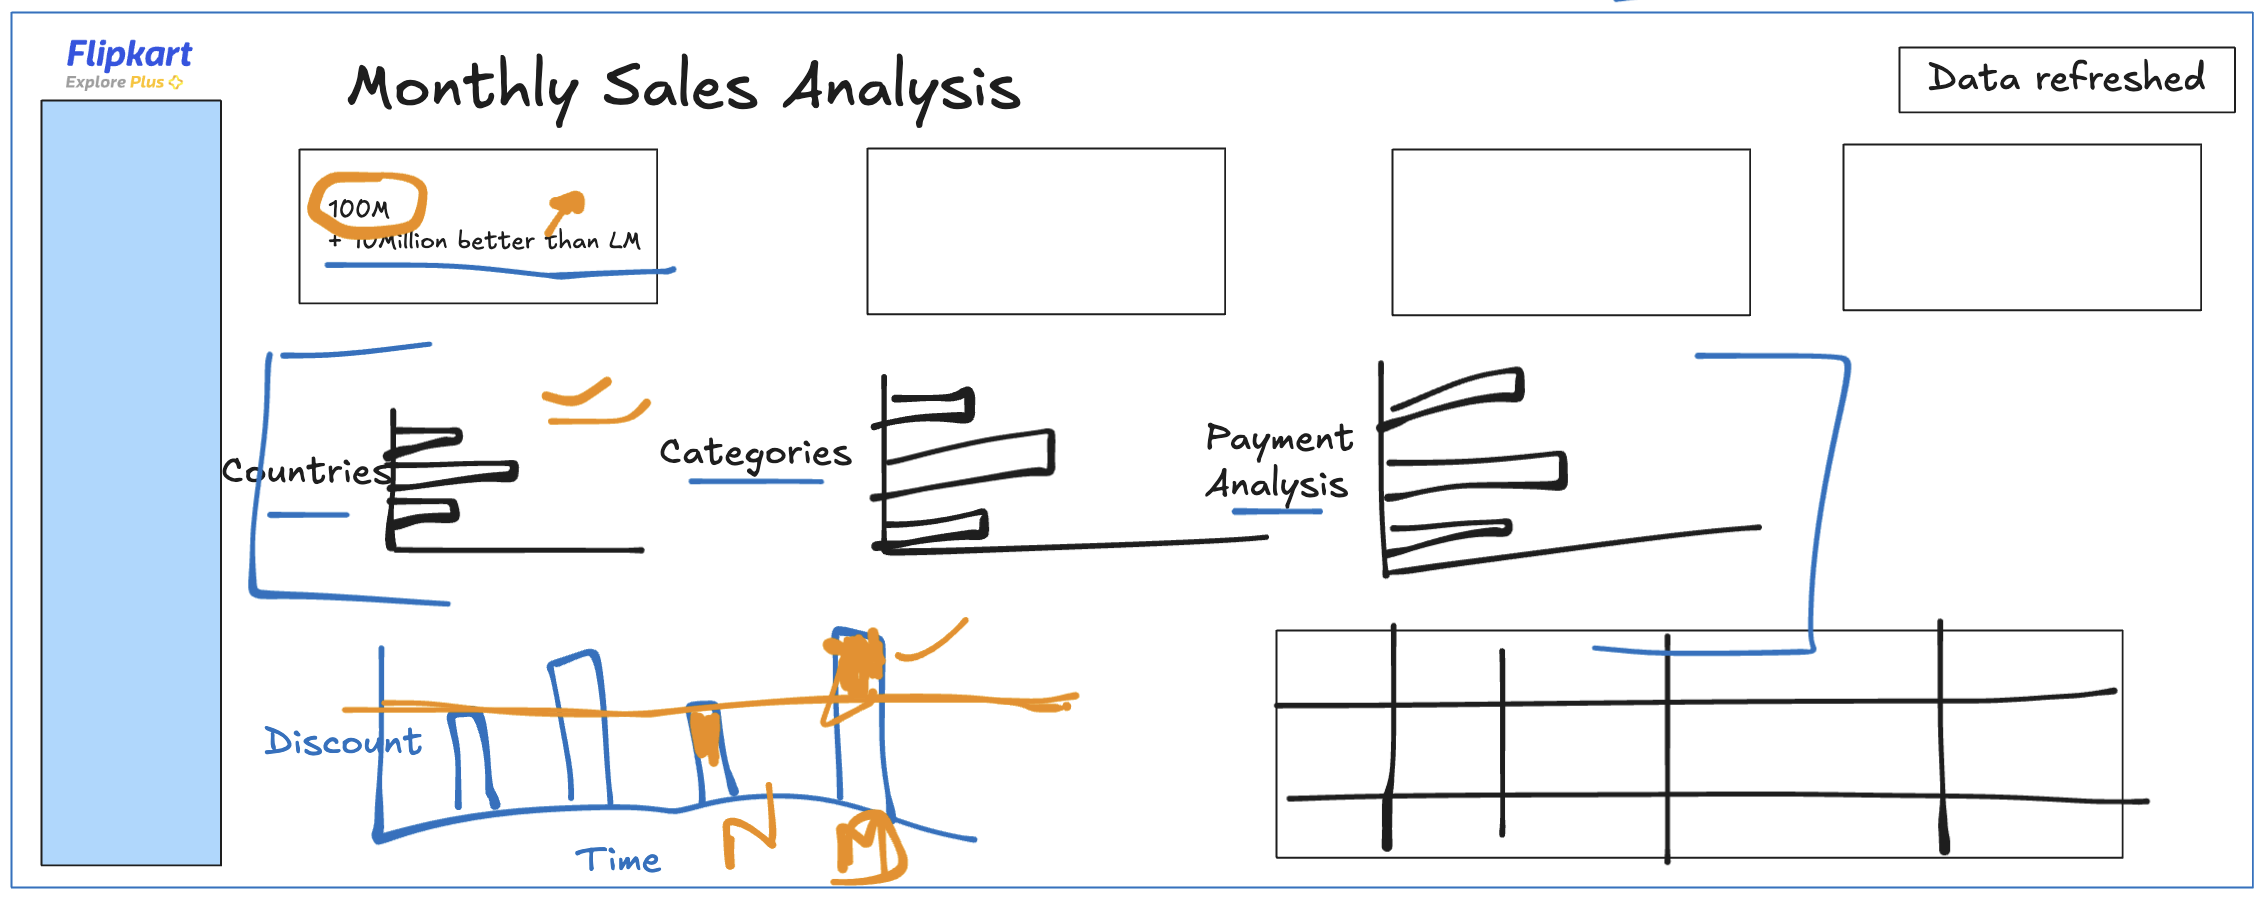 Flipkart
Explore Plus
Monthly Sales Analysis
Data refreshed
100M
+ 10Million better than LM
Countries
Categories
Payment
Analysis
Discount
N
M
Time